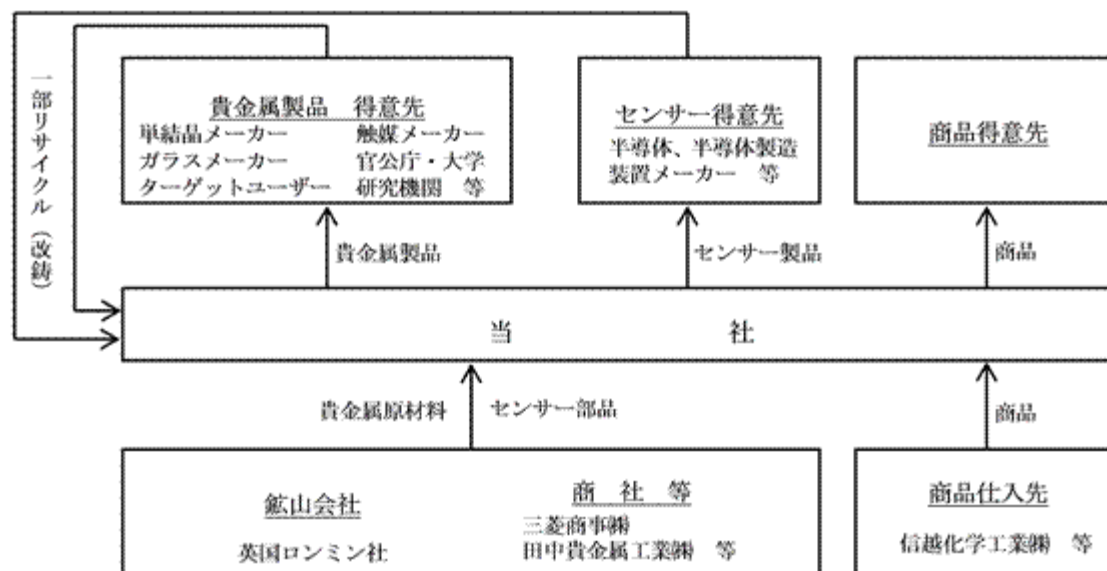 一部リサイクル（改鋳）
貴金属製品　得意先
単結品メーカー　触媒メーカー
ガラスメーカー　官公庁・大学
ターゲットユーザー　研究機関　等
センサー得意先
半導体、半導体製造
装置メーカー　等
商品得意先
貴金属製品
センサー製品
商品
当　社
貴金属原材料
センサー部品
商品
鉱山会社
英国ロンミン社
商　社　等
三菱商事㈱
田中貴金属工業㈱　等
商品仕入先
信越化学工業㈱　等